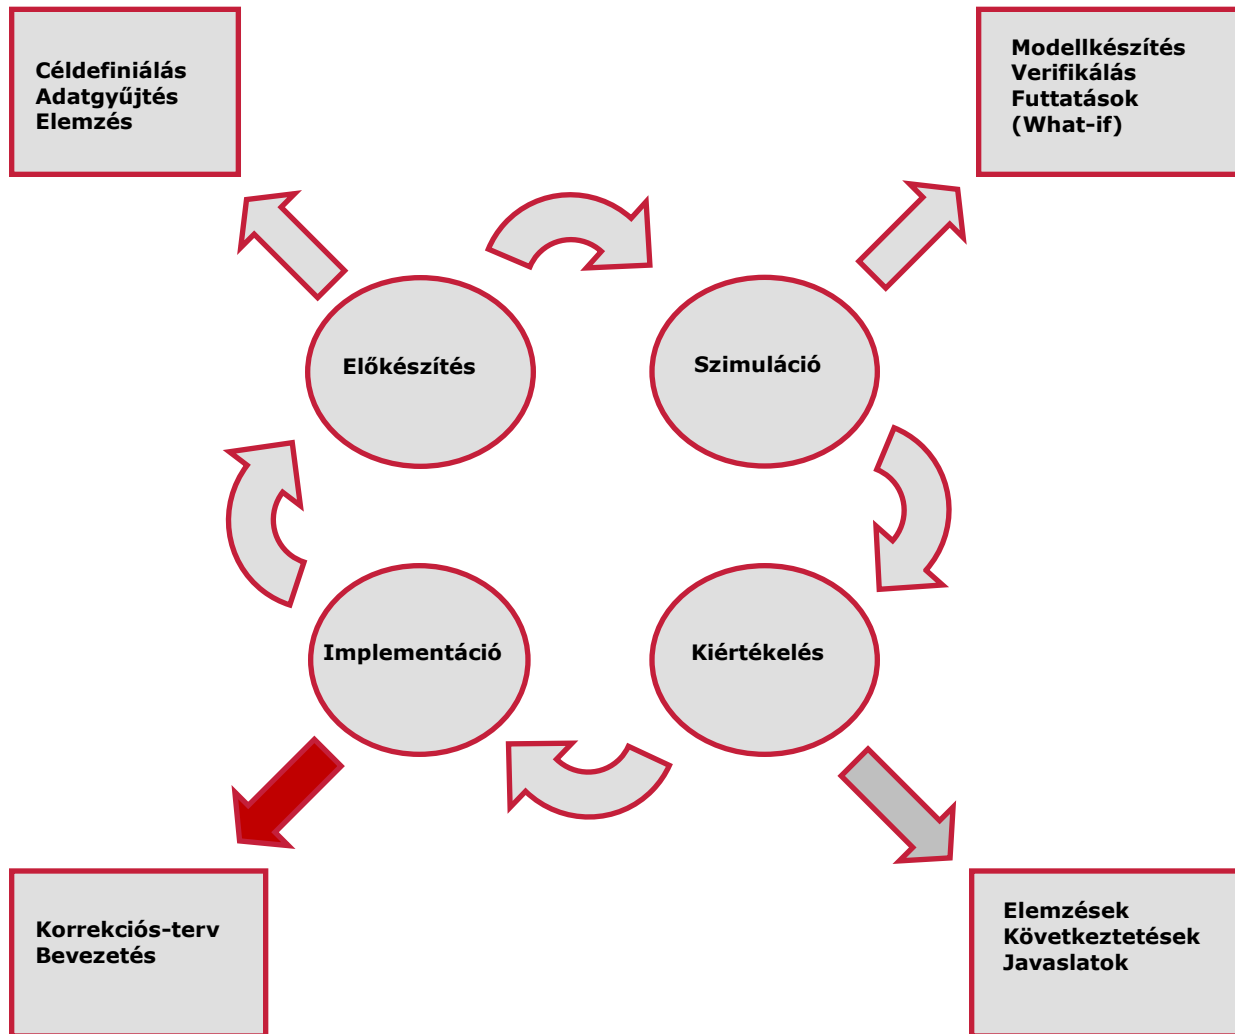 Céldefiniálás
Adatgyűjtés
Elemzés
Modellkészítés
Verifikálás
Futtatások
(What-if)
Előkészítés
Szimuláció
Implementáció
Kiértékelés
Korrekciós-terv
Bevezetés
Elemzések
Következtetések
Javaslatok